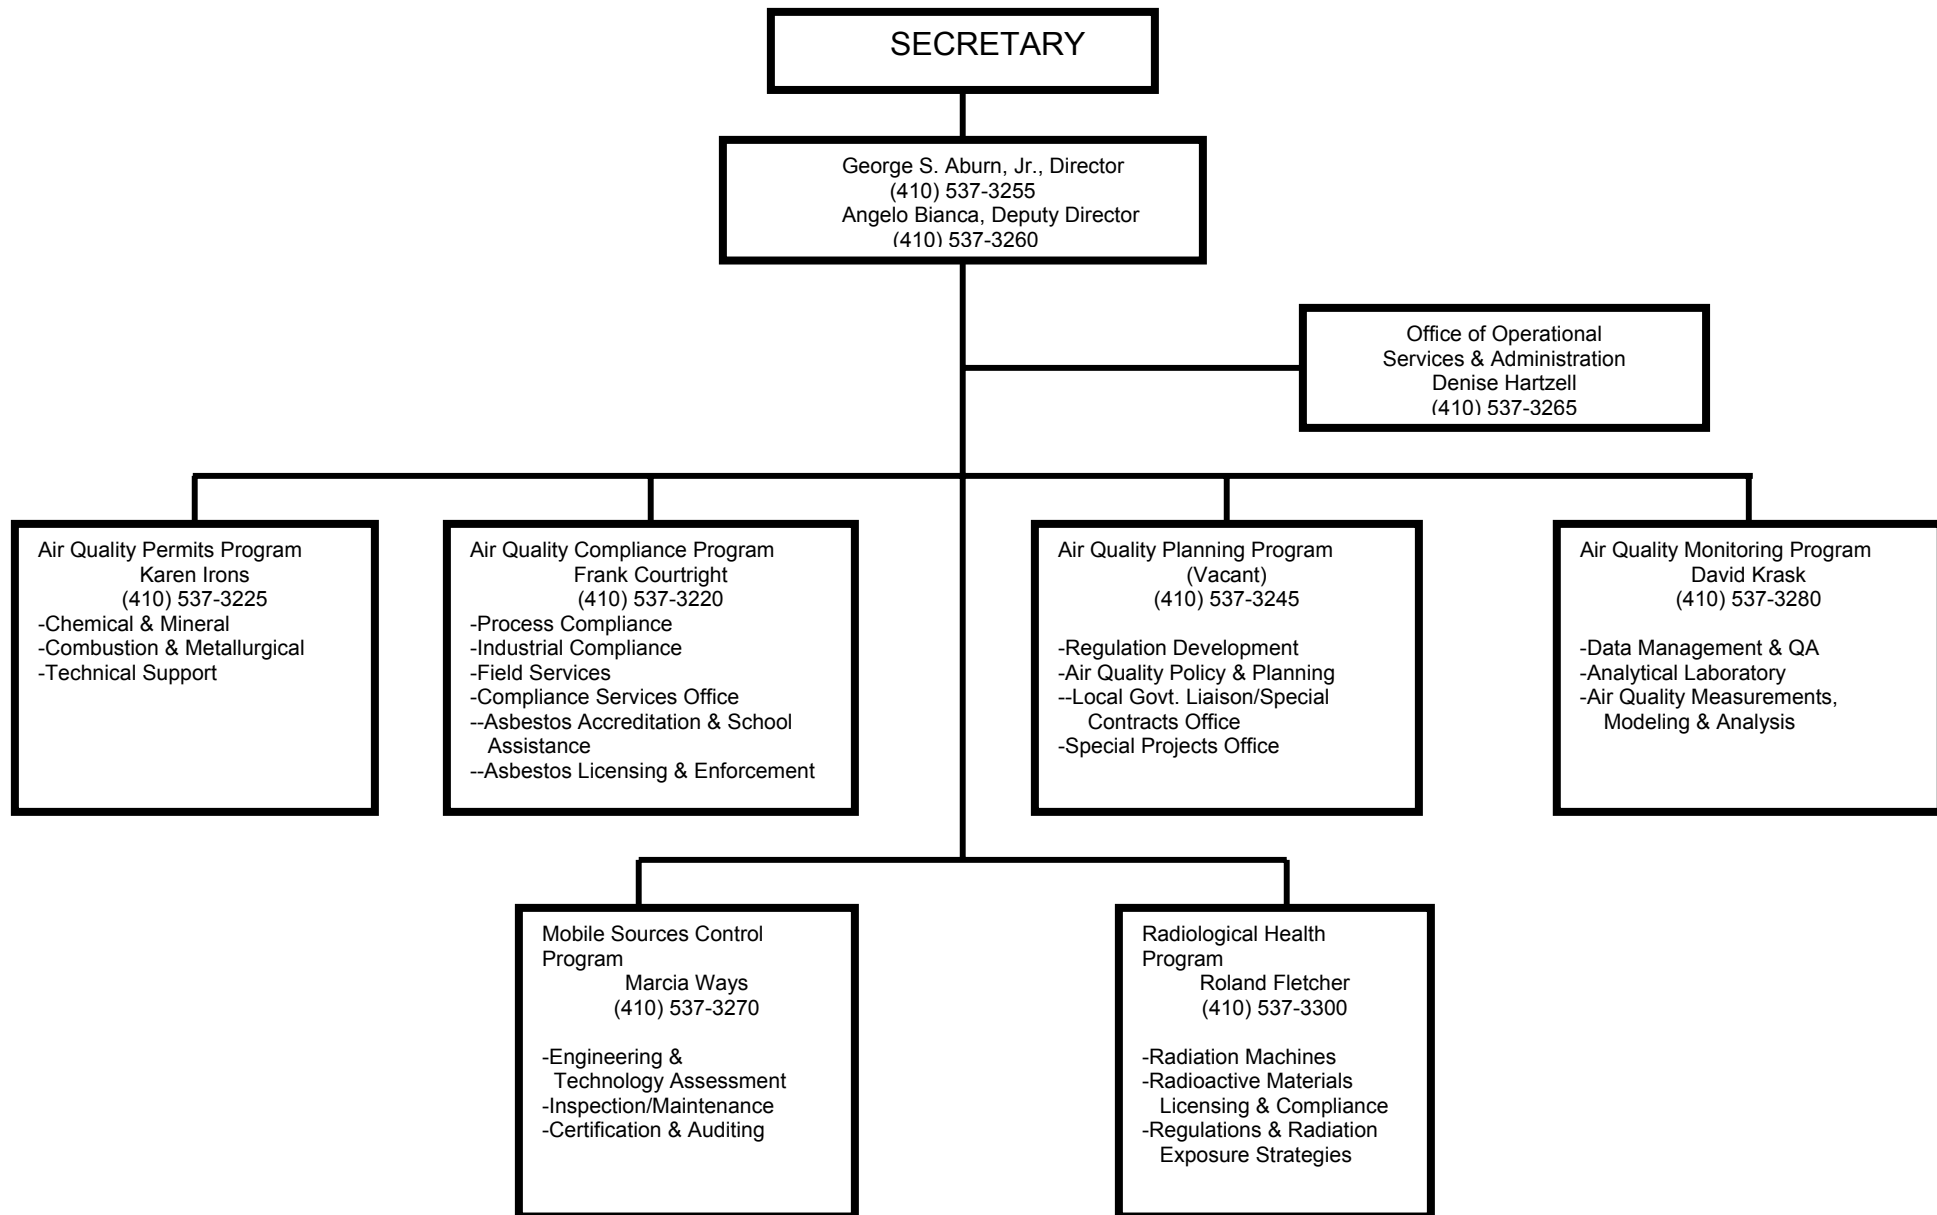 SECRETARY
George S. Aburn, Jr., Director
(410) 537-3255
Angelo Bianca, Deputy Director
(410) 537-3260
Office of Operational
Services & Administration
Denise Hartzell
(410) 537-3265
Air Quality Permits Program
Karen Irons
(410) 537-3225
-Chemical & Mineral
-Combustion & Metallurgical
-Technical Support
Air Quality Compliance Program
Frank Courtright
(410) 537-3220
-Process Compliance
-Industrial Compliance
-Field Services
-Compliance Services Office
--Asbestos Accreditation & School
Assistance
--Asbestos Licensing & Enforcement
Air Quality Planning Program
(Vacant)
(410) 537-3245
-Regulation Development
-Air Quality Policy & Planning
--Local Govt. Liaison/Special
Contracts Office
-Special Projects Office
Air Quality Monitoring Program
David Krask
(410) 537-3280
-Data Management & QA
-Analytical Laboratory
-Air Quality Measurements,
Modeling & Analysis
Mobile Sources Control
Program
Marcia Ways
(410) 537-3270
-Engineering &
Technology Assessment
-Inspection/Maintenance
-Certification & Auditing
Radiological Health
Program
Roland Fletcher
(410) 537-3300
-Radiation Machines
-Radioactive Materials
Licensing & Compliance
-Regulations & Radiation
Exposure Strategies